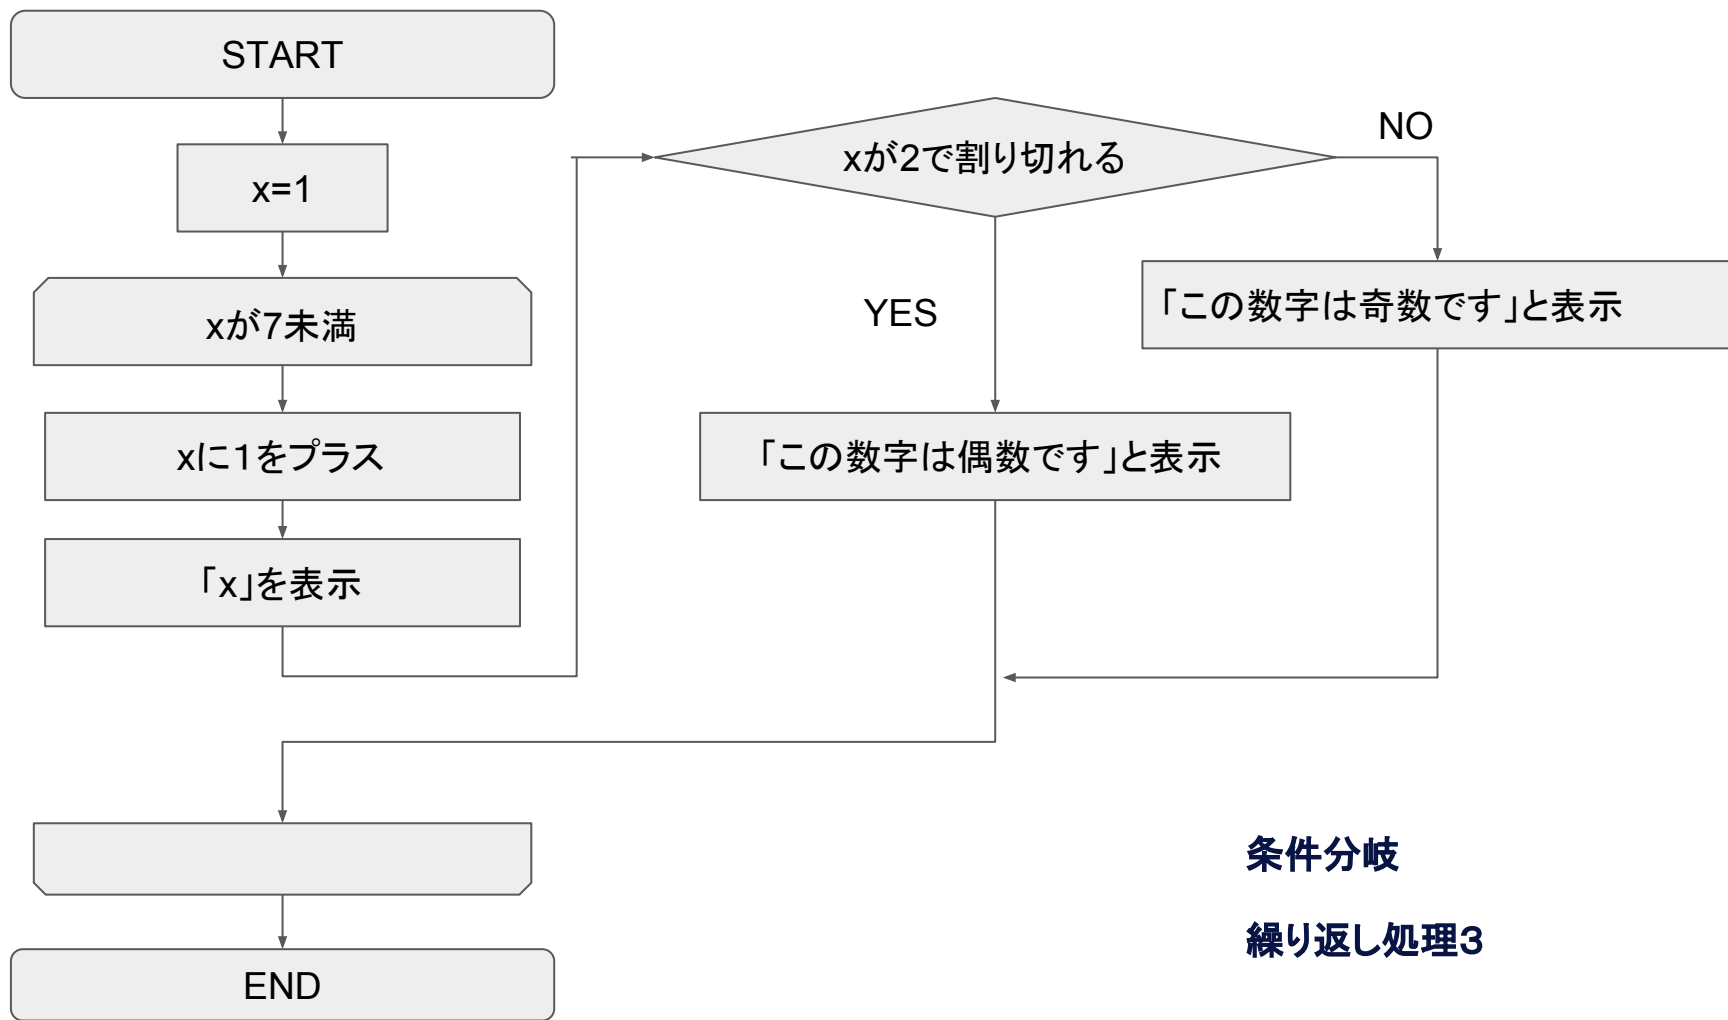 START
x=1
xが7未満
xに１をプラス
「x」を表示
xが2で割り切れる
NO
YES
「この数字は奇数です」と表示
「この数字は偶数です」と表示
END
条件分岐
繰り返し処理３